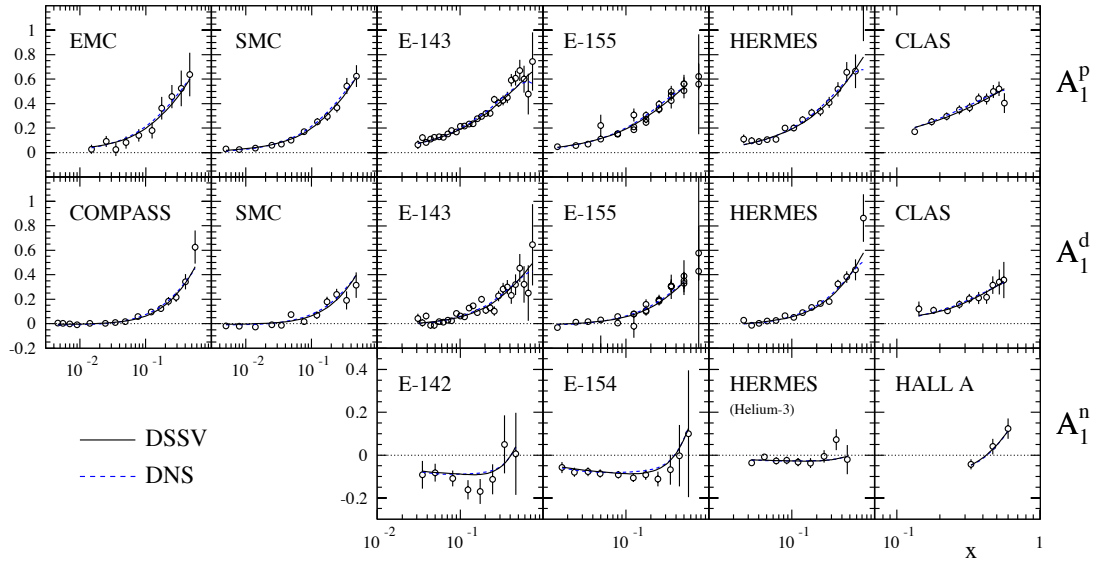 EMC SMC E-143 E-155 HERMES CLAS
1
0.8
0.6
0.4
0.2
0
A_1^p
COMPASS SMC E-143 E-155 HERMES CLAS
1
0.8
0.6
0.4
0.2
0
-0.2
A_1^d
10^-2 10^-1 10^-2 10^-1
E-142 E-154 HERMES HALL A
(Helium-3)
0.4
0.2
0
-0.2
A_1^n
DSSV
DNS
10^-2 10^-1 10^-1 10^-1 10^-1 1
x